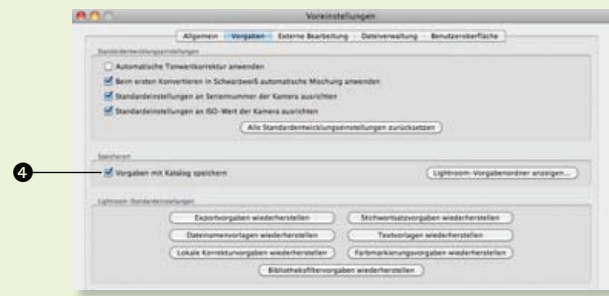 Voreinstellungen
Allgemein Vorgaben Externe Bearbeitung Dateiverwaltung Benutzeroberfläche
Standardentwicklungseinstellungen
Automatische Tonwertkorrektur anwenden
Beim ersten Konvertieren in Schwarzweiß automatische Mischung anwenden
Standardeinstellungen an Seriennummer der Kamera ausrichten
Standardeinstellungen an ISO-Wert der Kamera ausrichten
Alle Standardentwicklungseinstellungen zurücksetzen
Speicherort
4 Vorgaben mit Katalog speichern Lightroom-Vorgabenordner anzeigen...
Lightroom-Standardeinstellungen
Exportvorgaben wiederherstellen Stichwortsatzvorgaben wiederherstellen
Dateinamenvorlagen wiederherstellen Textvorlagen wiederherstellen
Lokale Korrekturvorgaben wiederherstellen Farbmarkierungsvorgaben wiederherstellen
Bibliotheksfiltervorgaben wiederherstellen